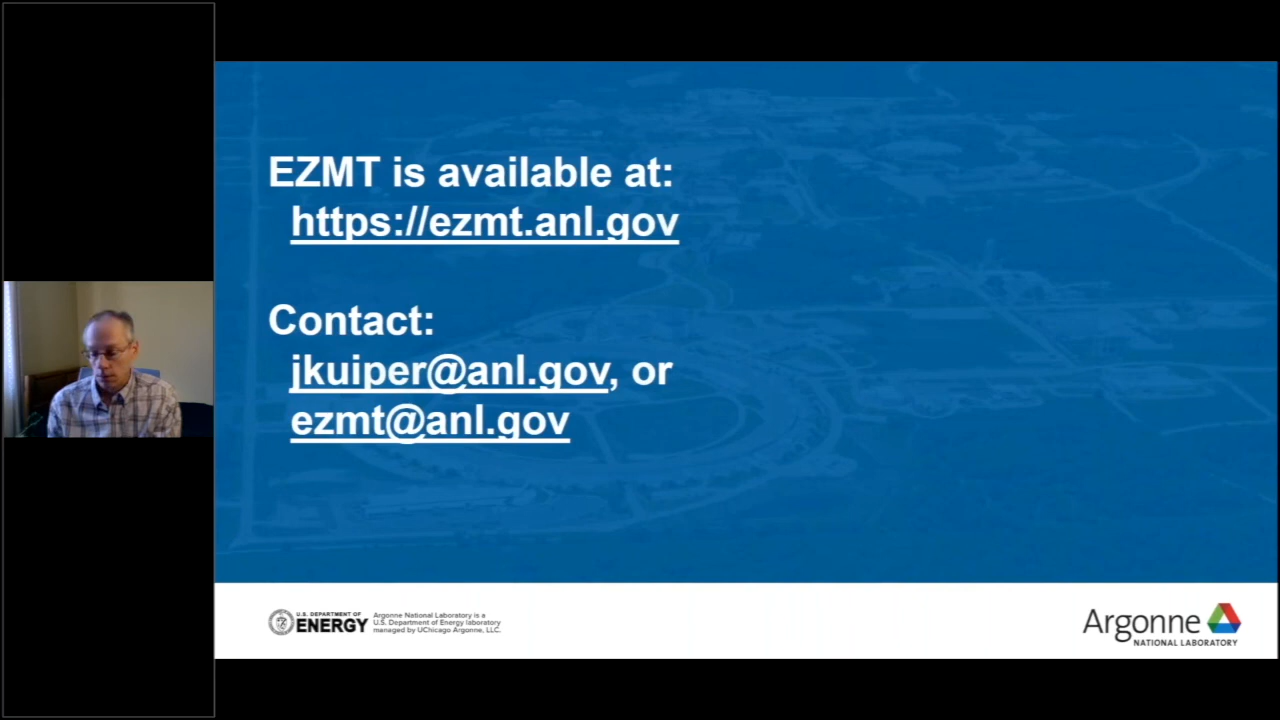 EZMT is available at:
https://ezmt.anl.gov
Contact:
jkuiper@anl.gov, or
ezmt@anl.gov
U.S. DEPARTMENT OF
ENERGY
Argonne National Laboratory is a
U.S. Department of Energy laboratory
managed by UChicago Argonne, LLC.
Argonne
NATIONAL LABORATORY